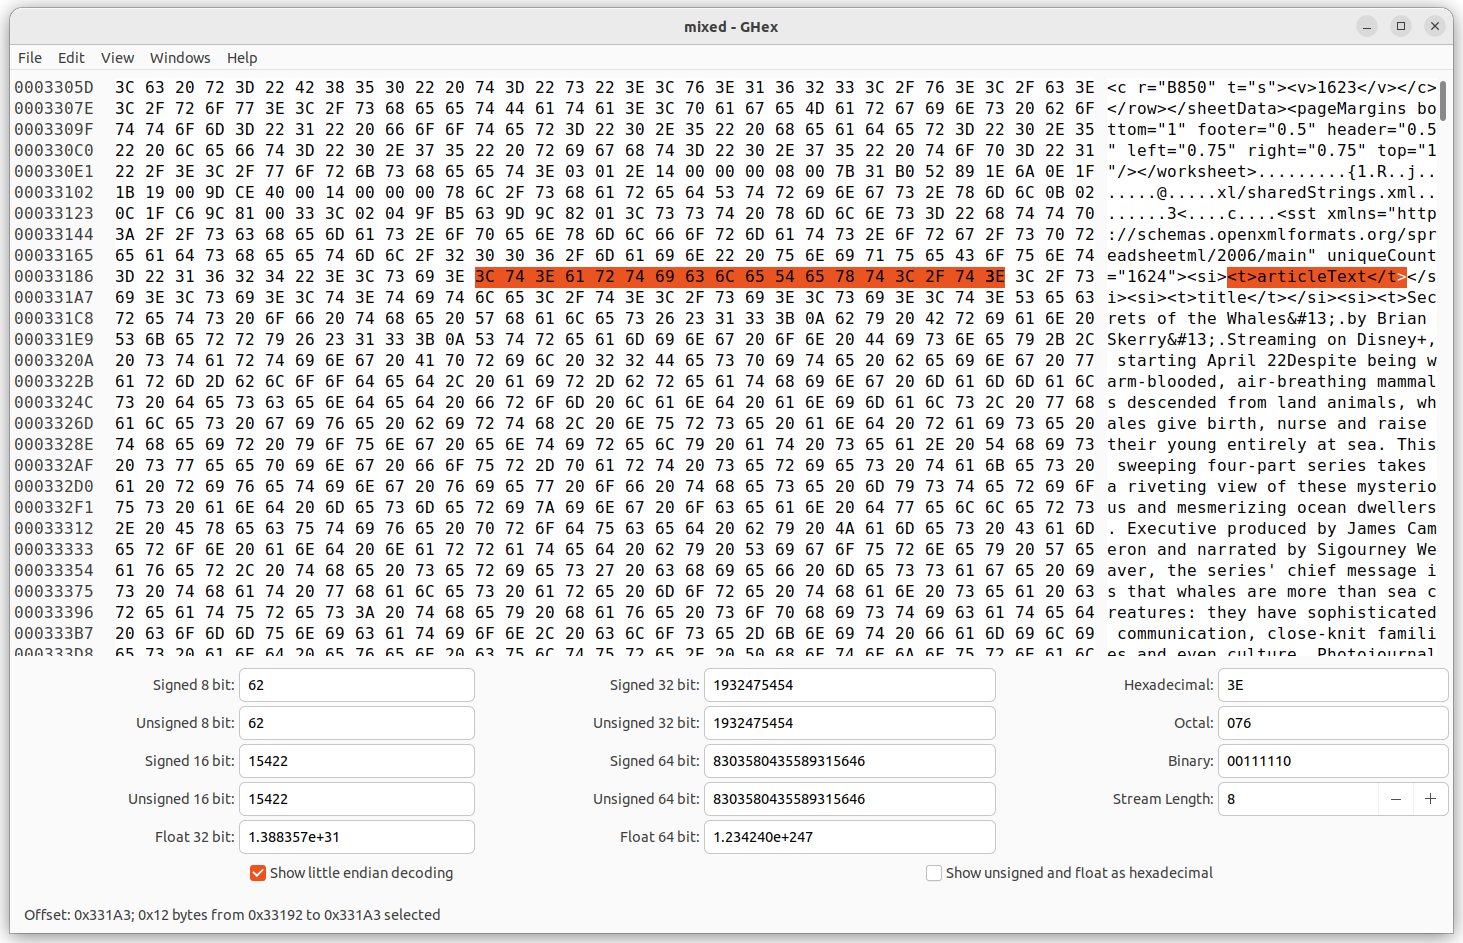 mixed - GHex
File Edit View Windows Help
0003305D 3C 63 20 72 3D 22 42 38 35 30 22 20 74 3D 22 73 22 3E 3C 76 3E 31 36 32 33 3C 2F 76 3E 3C 2F 63 3E <c r="B850" t="s"><v>1623</v></c>
0003307E 3C 2F 72 6F 77 3E 3C 2F 73 68 65 65 74 44 61 74 61 3E 3C 70 61 67 65 4D 61 72 67 69 6E 73 20 62 6F </row></sheetData><pageMargins bo
0003309F 74 74 6F 6D 3D 22 31 22 20 66 6F 6F 74 65 72 3D 22 30 2E 35 22 20 68 65 61 64 65 72 3D 22 30 2E 35 ttom="1" footer="0.5" header="0.5
000330C0 22 20 6C 65 66 74 3D 22 30 2E 37 35 22 20 72 69 67 68 74 3D 22 30 2E 37 35 22 20 74 6F 70 3D 22 31 " left="0.75" right="0.75" top="1
000330E1 22 2F 3E 3C 2F 77 6F 72 6B 73 68 65 65 74 3E 03 01 2E 14 00 00 00 08 00 7B 31 B0 52 89 1E 6A 0E 1F "/></worksheet>.........{1.R..j..
00033102 1B 19 00 9D CE 40 00 14 00 00 00 78 6C 2F 73 68 61 72 65 64 53 74 72 69 6E 67 73 2E 78 6D 6C 0B 02 .....@.....xl/sharedStrings.xml..
00033123 0C 1F C6 9C 81 00 33 3C 02 04 9F B5 63 9D 9C 82 01 3C 73 73 74 20 78 6D 6C 6E 73 3D 22 68 74 74 70 ......3<....c....<sst xmlns="http
00033144 3A 2F 2F 73 63 68 65 6D 61 73 2E 6F 70 65 6E 78 6D 6C 66 6F 72 6D 61 74 73 2E 6F 72 67 2F 73 70 72 ://schemas.openxmlformats.org/spr
00033165 65 61 64 73 68 65 65 74 6D 6C 2F 32 30 30 36 2F 6D 61 69 6E 22 20 75 6E 69 71 75 65 43 6F 75 6E 74 eadsheetml/2006/main" uniqueCount
00033186 3D 22 31 36 32 34 22 3E 3C 73 69 3E 3C 74 3E 61 72 74 69 63 6C 65 54 65 78 74 3C 2F 74 3E 3C 2F 73 ="1624"><si><t>articleText</t></s
000331A7 69 3E 3C 73 69 3E 3C 74 3E 74 69 74 6C 65 3C 2F 74 3E 3C 2F 73 69 3E 3C 73 69 3E 3C 74 3E 53 65 63 i><si><t>title</t></si><si><t>Sec
000331C8 72 65 74 73 20 6F 66 20 74 68 65 20 57 68 61 6C 65 73 26 23 31 33 3B 0A 62 79 20 42 72 69 61 6E 20 rets of the Whales&#13;.by Brian
000331E9 53 6B 65 72 72 79 26 23 31 33 3B 0A 53 74 72 65 61 6D 69 6E 67 20 6F 6E 20 44 69 73 6E 65 79 2B 2C Skerry&#13;.Streaming on Disney+,
0003320A 20 73 74 61 72 74 69 6E 67 20 41 70 72 69 6C 20 32 32 44 65 73 70 69 74 65 20 62 65 69 6E 67 20 77 starting April 22Despite being w
0003322B 61 72 6D 2D 62 6C 6F 6F 64 65 64 2C 20 61 69 72 2D 62 72 65 61 74 68 69 6E 67 20 6D 61 6D 6D 61 6C arm-blooded, air-breathing mammal
0003324C 73 20 64 65 73 63 65 6E 64 65 64 20 66 72 6F 6D 20 6C 61 6E 64 20 61 6E 69 6D 61 6C 73 2C 20 77 68 s descended from land animals, wh
0003326D 61 6C 65 73 20 67 69 76 65 20 62 69 72 74 68 2C 20 6E 75 72 73 65 20 61 6E 64 20 72 61 69 73 65 20 ales give birth, nurse and raise
0003328E 74 68 65 69 72 20 79 6F 75 6E 67 20 65 6E 74 69 72 65 6C 79 20 61 74 20 73 65 61 2E 20 54 68 69 73 their young entirely at sea. This
000332AF 20 73 77 65 65 70 69 6E 67 20 66 6F 75 72 2D 70 61 72 74 20 73 65 72 69 65 73 20 74 61 6B 65 73 20 sweeping four-part series takes
000332D0 61 20 72 69 76 65 74 69 6E 67 20 76 69 65 77 20 6F 66 20 74 68 65 73 65 20 6D 79 73 74 65 72 69 6F a riveting view of these mysterio
000332F1 75 73 20 61 6E 64 20 6D 65 73 6D 65 72 69 7A 69 6E 67 20 6F 63 65 61 6E 20 64 77 65 6C 6C 65 72 73 us and mesmerizing ocean dwellers
00033312 2E 20 45 78 65 63 75 74 69 76 65 20 70 72 6F 64 75 63 65 64 20 62 79 20 4A 61 6D 65 73 20 43 61 6D . Executive produced by James Cam
00033333 65 72 6F 6E 20 61 6E 64 20 6E 61 72 72 61 74 65 64 20 62 79 20 53 69 67 6F 75 72 6E 65 79 20 57 65 eron and narrated by Sigourney We
00033354 61 76 65 72 2C 20 74 68 65 20 73 65 72 69 65 73 27 20 63 68 69 65 66 20 6D 65 73 73 61 67 65 20 69 aver, the series' chief message i
00033375 73 20 74 68 61 74 20 77 68 61 6C 65 73 20 61 72 65 20 6D 6F 72 65 20 74 68 61 6E 20 73 65 61 20 63 s that whales are more than sea c
00033396 72 65 61 74 75 72 65 73 3A 20 74 68 65 79 20 68 61 76 65 20 73 6F 70 68 69 73 74 69 63 61 74 65 64 reatures: they have sophisticated
000333B7 20 63 6F 6D 6D 75 6E 69 63 61 74 69 6F 6E 2C 20 63 6C 6F 73 65 2D 6B 6E 69 74 20 66 61 6D 69 6C 69 communication, close-knit famili
000333D8 65 73 20 61 6E 64 20 65 76 65 6E 20 63 75 6C 74 75 72 65 2E 20 50 68 6F 74 6F 6A 6F 75 72 6E 61 6C es and even culture. Photojournal
Signed 8 bit: 62 Signed 32 bit: 1932475454 Hexadecimal: 3E
Unsigned 8 bit: 62 Unsigned 32 bit: 1932475454 Octal: 076
Signed 16 bit: 15422 Signed 64 bit: 8303580435589315646 Binary: 00111110
Unsigned 16 bit: 15422 Unsigned 64 bit: 8303580435589315646 Stream Length: 8
Float 32 bit: 1.388357e+31 Float 64 bit: 1.234240e+247
Show little endian decoding Show unsigned and float as hexadecimal
Offset: 0x331A3; 0x12 bytes from 0x33192 to 0x331A3 selected